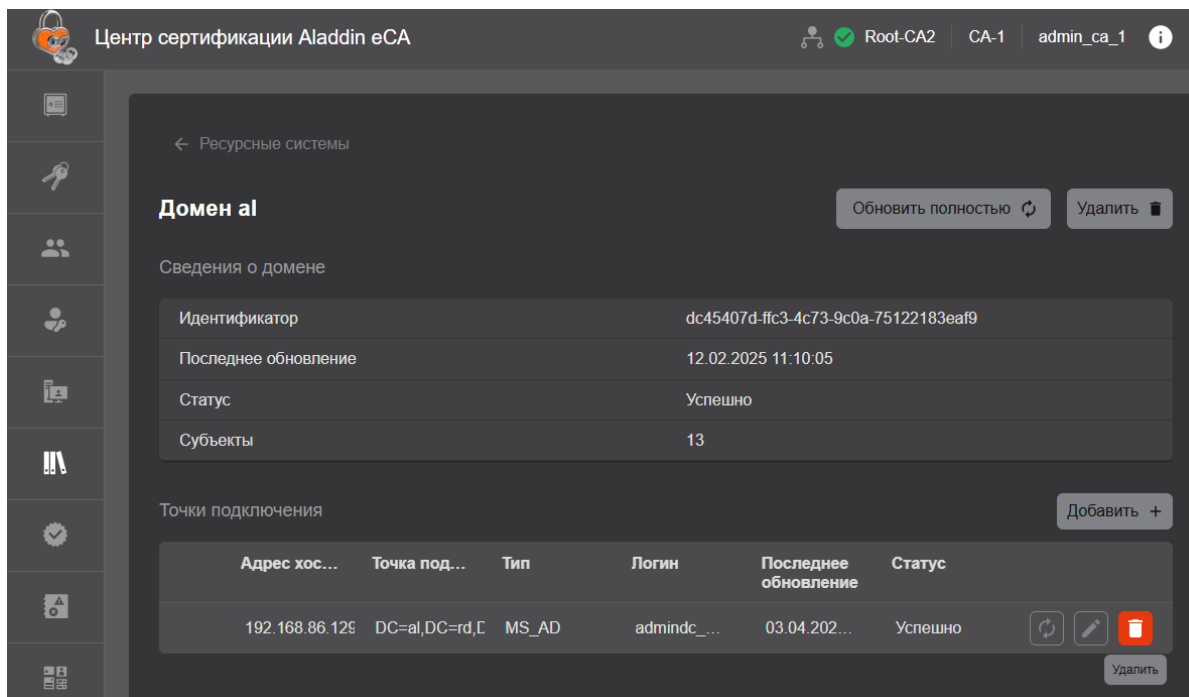 Центр сертификации Aladdin eCA
Root-CA2 CA-1 admin_ca_1
← Ресурсные системы
Домен al
Обновить полностью
Удалить
Сведения о домене
Идентификатор dc45407d-ffc3-4c73-9c0a-75122183eaf9
Последнее обновление 12.02.2025 11:10:05
Статус Успешно
Субъекты 13
Точки подключения
Добавить +
Адрес хос... Точка под... Тип Логин Последнее обновление Статус
192.168.86.129 DC=al,DC=rd,D MS_AD admindc_... 03.04.202... Успешно
Удалить